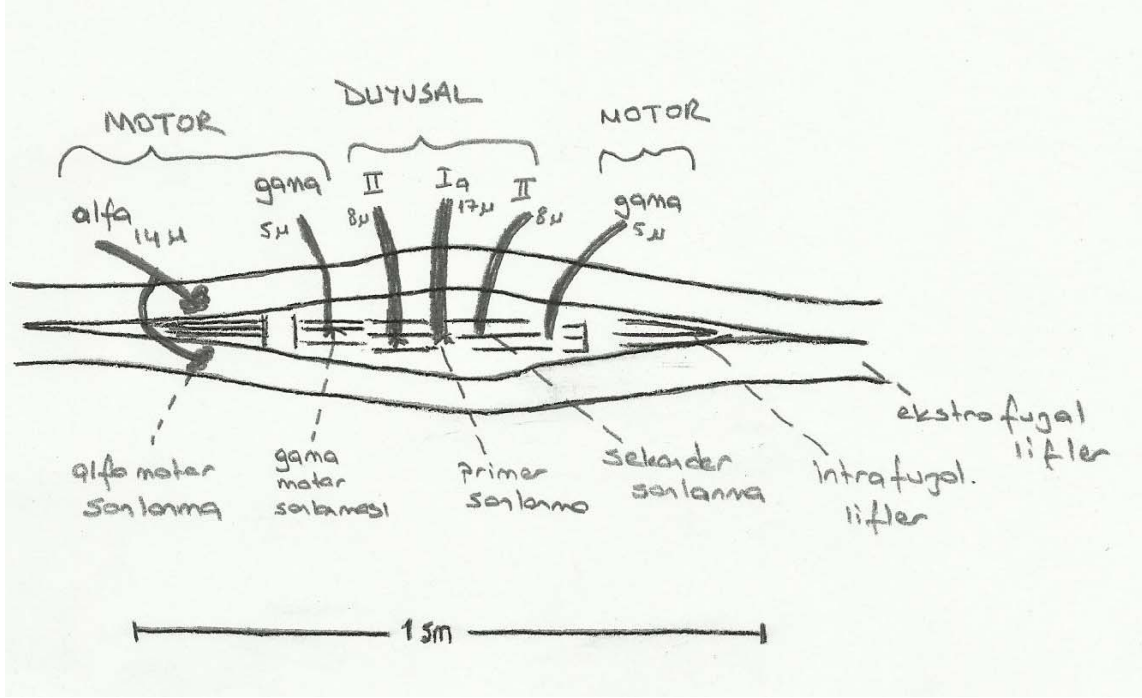 DUYUSAL
MOTOR
MOTOR
alfa 14 μ
gama 5 μ
II 8 μ
Ia 17 μ
II 8 μ
gama 5 μ
alfa motor
sonlanma
gama
motor
sonlanması
primer
sonlanma
sekonder
sonlanma
intrafuzal.
lifler
ekstrafuzal
lifler
1 sm